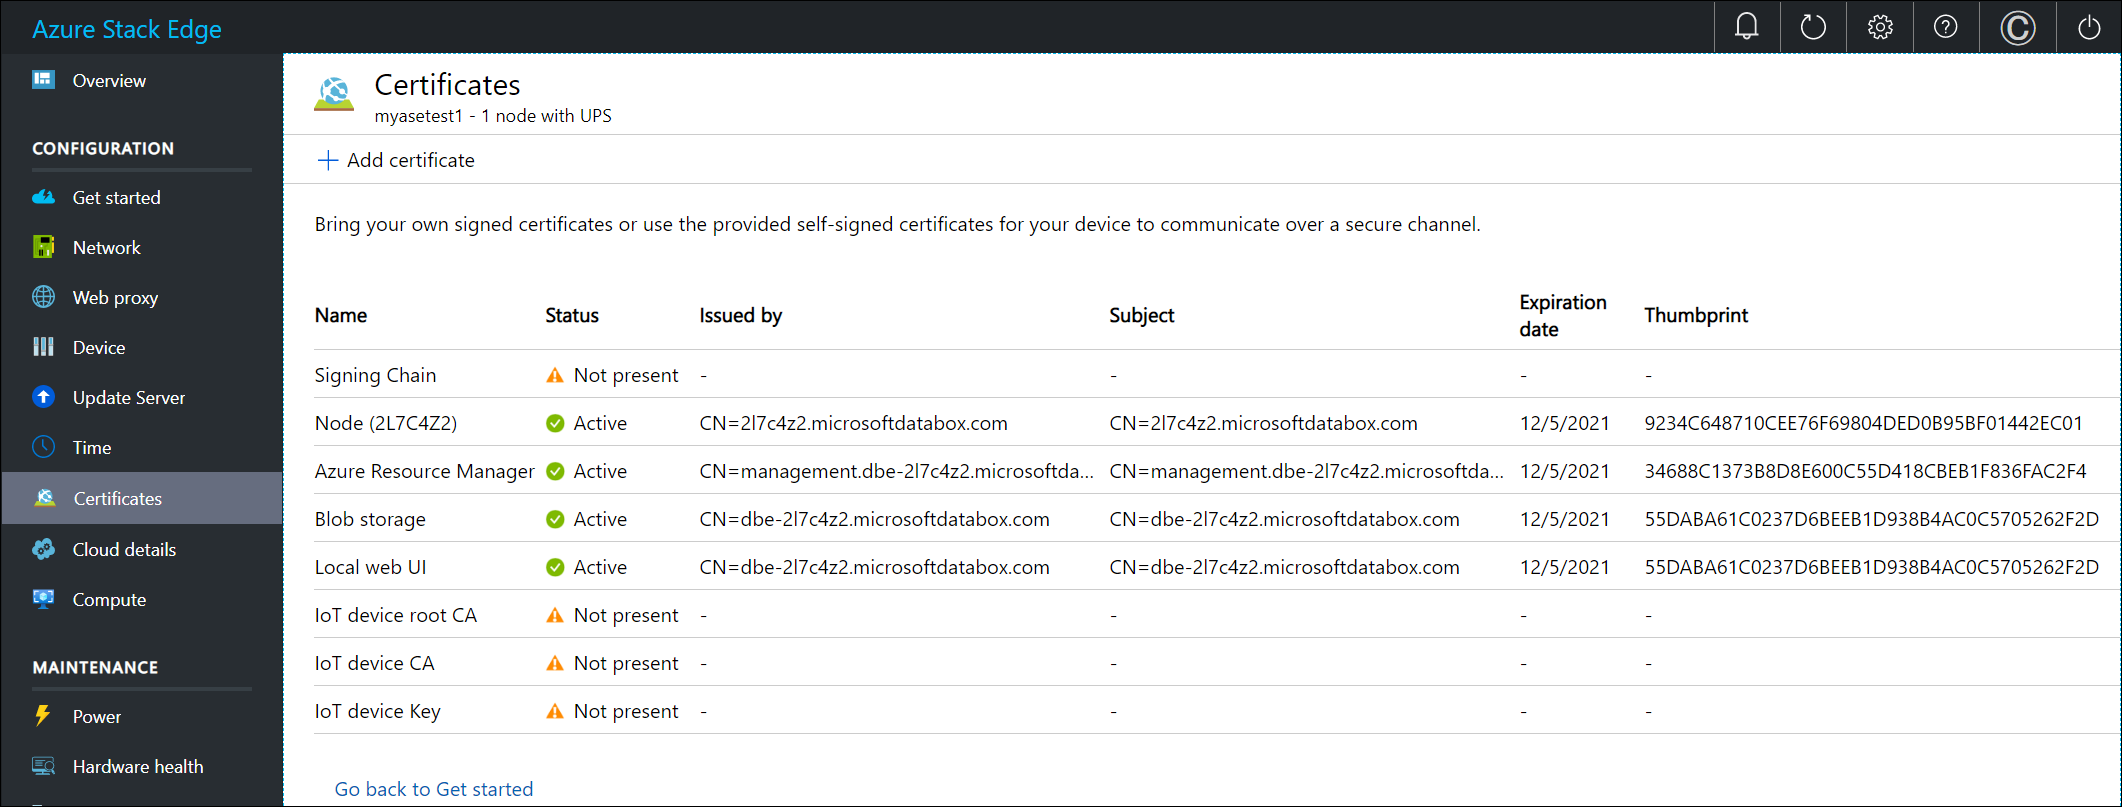 Azure Stack Edge
Overview
CONFIGURATION
Get started
Network
Web proxy
Device
Update Server
Time
Certificates
Cloud details
Compute
MAINTENANCE
Power
Hardware health
Certificates
myasetest1 - 1 node with UPS
Add certificate
Bring your own signed certificates or use the provided self-signed certificates for your device to communicate over a secure channel.
Name Status Issued by Subject Expiration date Thumbprint
Signing Chain Not present - - - -
Node (2L7C4Z2) Active CN=2l7c4z2.microsoftdatabox.com CN=2l7c4z2.microsoftdatabox.com 12/5/2021 9234C648710CEE76F69804DED0B95BF01442EC01
Azure Resource Manager Active CN=management.dbe-2l7c4z2.microsoftda... CN=management.dbe-2l7c4z2.microsoftda... 12/5/2021 34688C1373B8D8E600C55D418CBEB1F836FAC2F4
Blob storage Active CN=dbe-2l7c4z2.microsoftdatabox.com CN=dbe-2l7c4z2.microsoftdatabox.com 12/5/2021 55DABA61C0237D6BEEB1D938B4AC0C5705262F2D
Local web UI Active CN=dbe-2l7c4z2.microsoftdatabox.com CN=dbe-2l7c4z2.microsoftdatabox.com 12/5/2021 55DABA61C0237D6BEEB1D938B4AC0C5705262F2D
IoT device root CA Not present - - - -
IoT device CA Not present - - - -
IoT device Key Not present - - - -
Go back to Get started